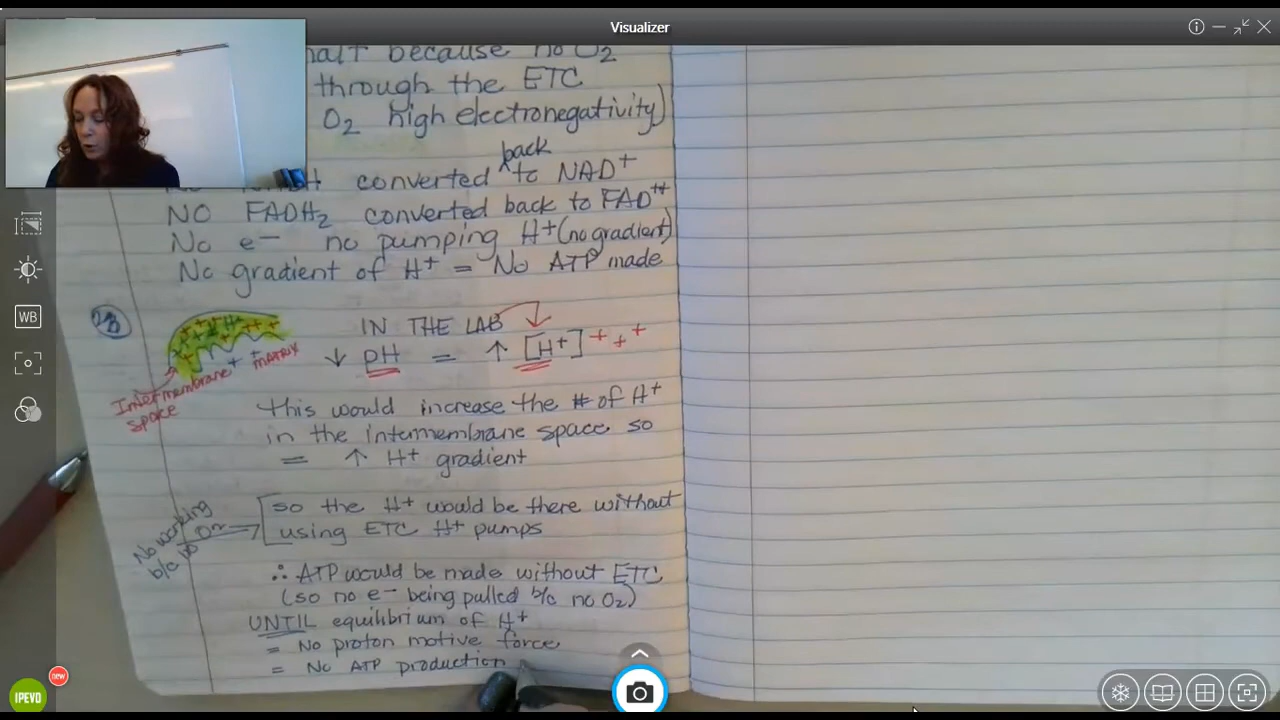 Visualizer
halt because no O2
through the ETC
O2 high electronegativity)
back
converted ^ to NAD+
NO FADH2 converted back to FAD++
No e- no pumping H+ (no gradient)
No gradient of H+ = No ATP made
IN THE LAB
↓ pH = ↑ [H+] + + +
MATRIX
Intermembrane
space
this would increase the # of H+
in the intermembrane space so
= ↑ H+ gradient
No working
b/c no O2
so the H+ would be there without
using ETC H+ pumps
∴ ATP would be made without ETC
(so no e- being pulled b/c no O2)
UNTIL equilibrium of H+
= No proton motive force
= No ATP production
WB
new
IPEVO